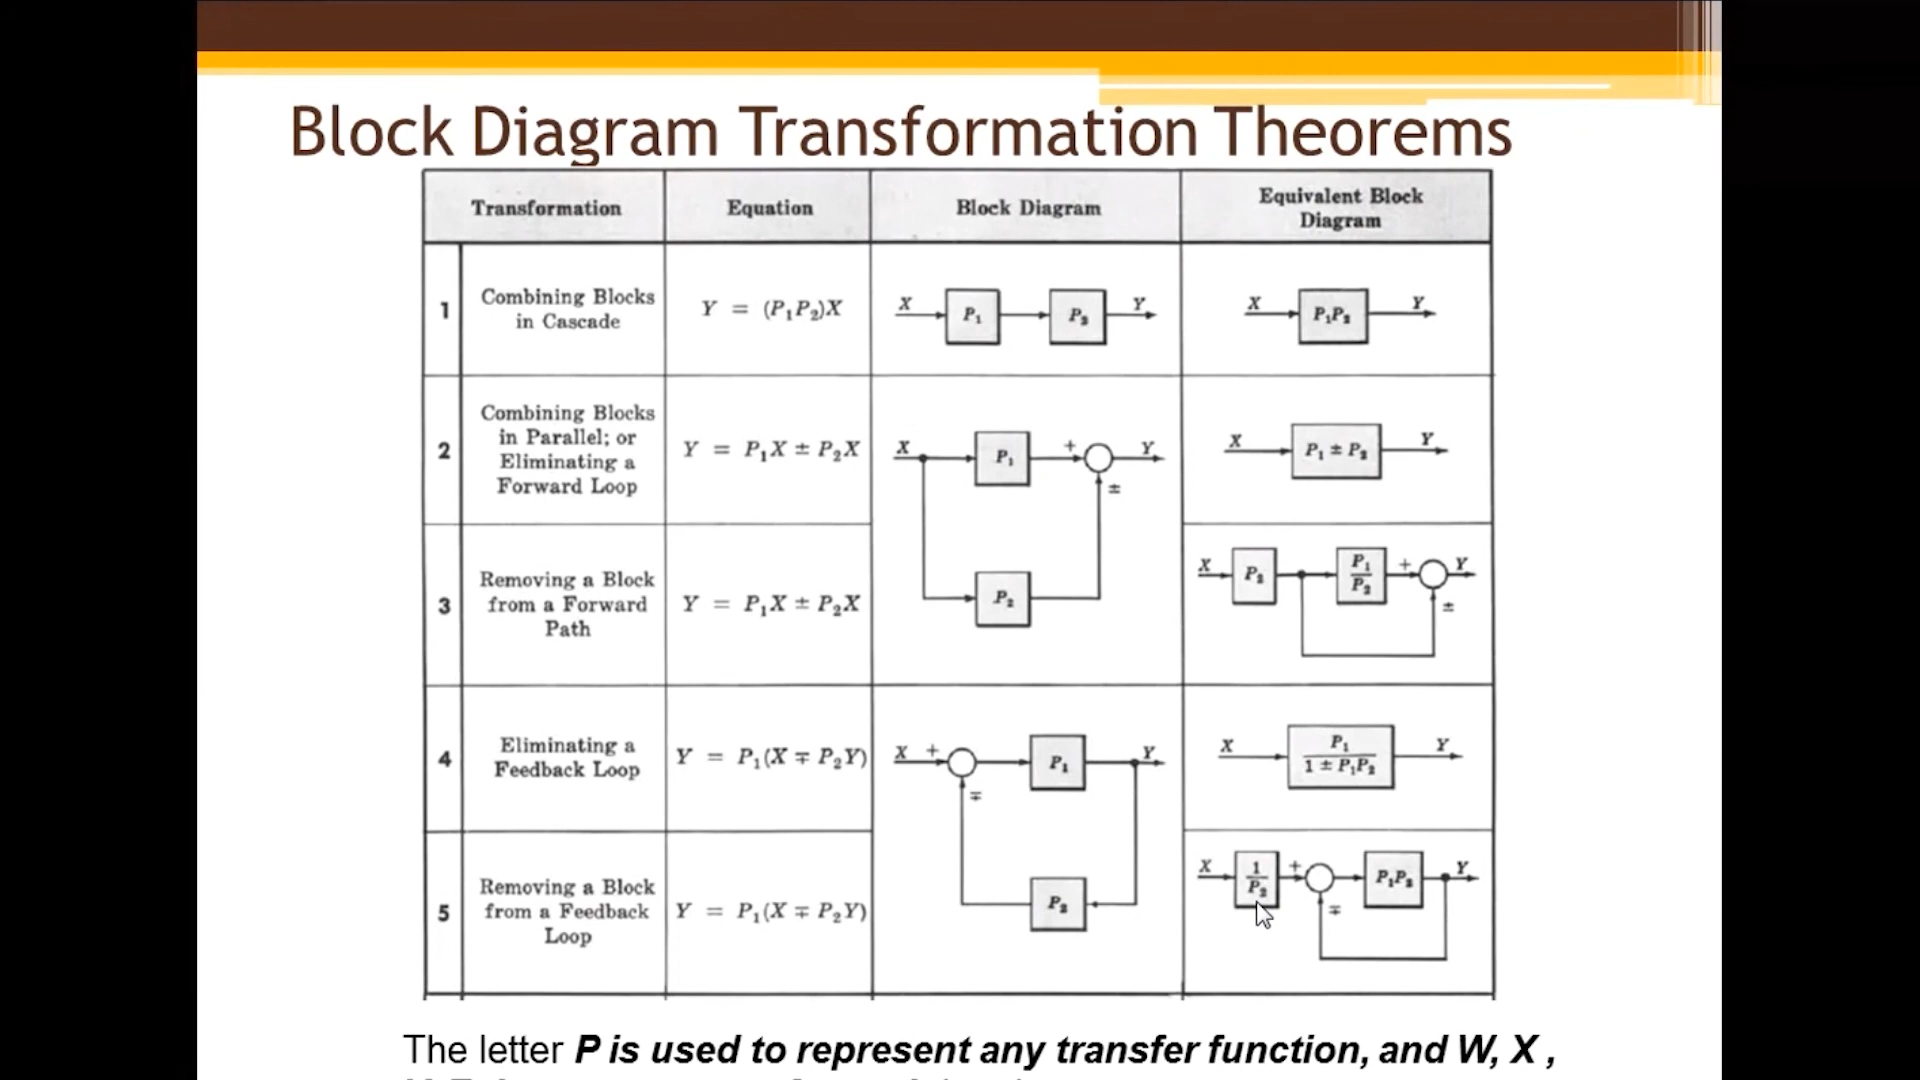 Block Diagram Transformation Theorems
Transformation
Equation
Block Diagram
Equivalent Block
Diagram
1
Combining Blocks
in Cascade
Y = (P₁P₂)X
X
P₁
P₂
Y
X
P₁P₂
Y
2
Combining Blocks
in Parallel; or
Eliminating a
Forward Loop
Y = P₁X ± P₂X
X
P₁
+
Y
±
P₂
X
P₁ ± P₂
Y
3
Removing a Block
from a Forward
Path
Y = P₁X ± P₂X
X
P₂
P₁
P₂
+
Y
±
4
Eliminating a
Feedback Loop
Y = P₁(X ∓ P₂Y)
X
+
P₁
Y
∓
P₂
X
P₁
1 ± P₁P₂
Y
5
Removing a Block
from a Feedback
Loop
Y = P₁(X ∓ P₂Y)
X
1
P₂
+
P₁P₂
Y
∓
The letter P is used to represent any transfer function, and W, X ,